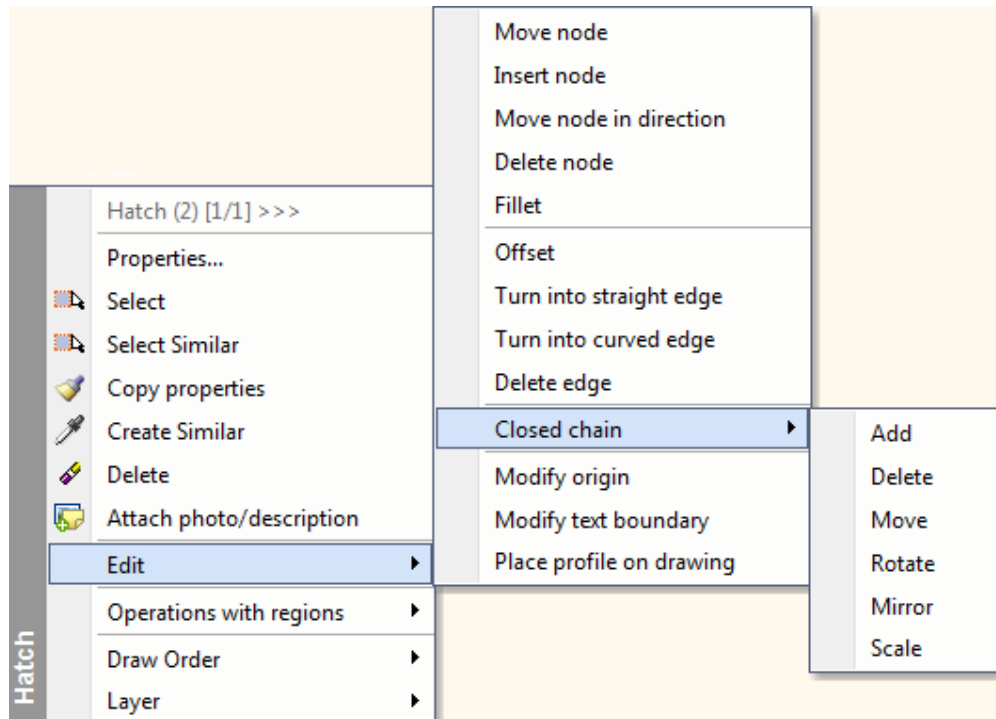 Hatch
Hatch (2) [1/1] >>>
Properties...
Select
Select Similar
Copy properties
Create Similar
Delete
Attach photo/description
Edit
Operations with regions
Draw Order
Layer
Move node
Insert node
Move node in direction
Delete node
Fillet
Offset
Turn into straight edge
Turn into curved edge
Delete edge
Closed chain
Modify origin
Modify text boundary
Place profile on drawing
Add
Delete
Move
Rotate
Mirror
Scale